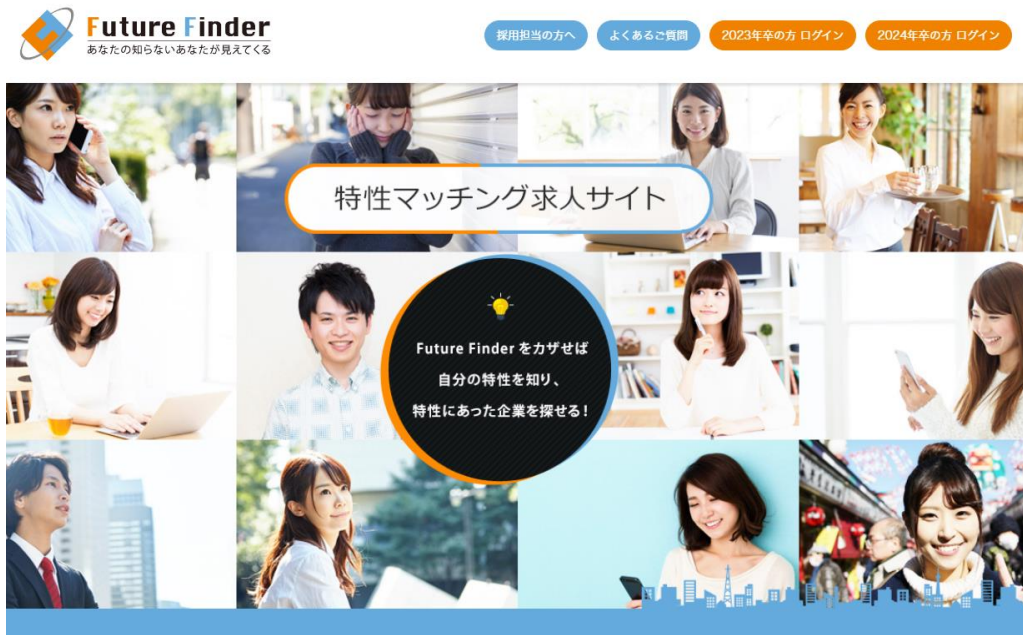 Future Finder
あなたの知らないあなたが見えてくる
採用担当の方へ
よくあるご質問
2023年卒の方 ログイン
2024年卒の方 ログイン
特性マッチング求人サイト
Future Finder をカザせば
自分の特性を知り、
特性にあった企業を探せる！